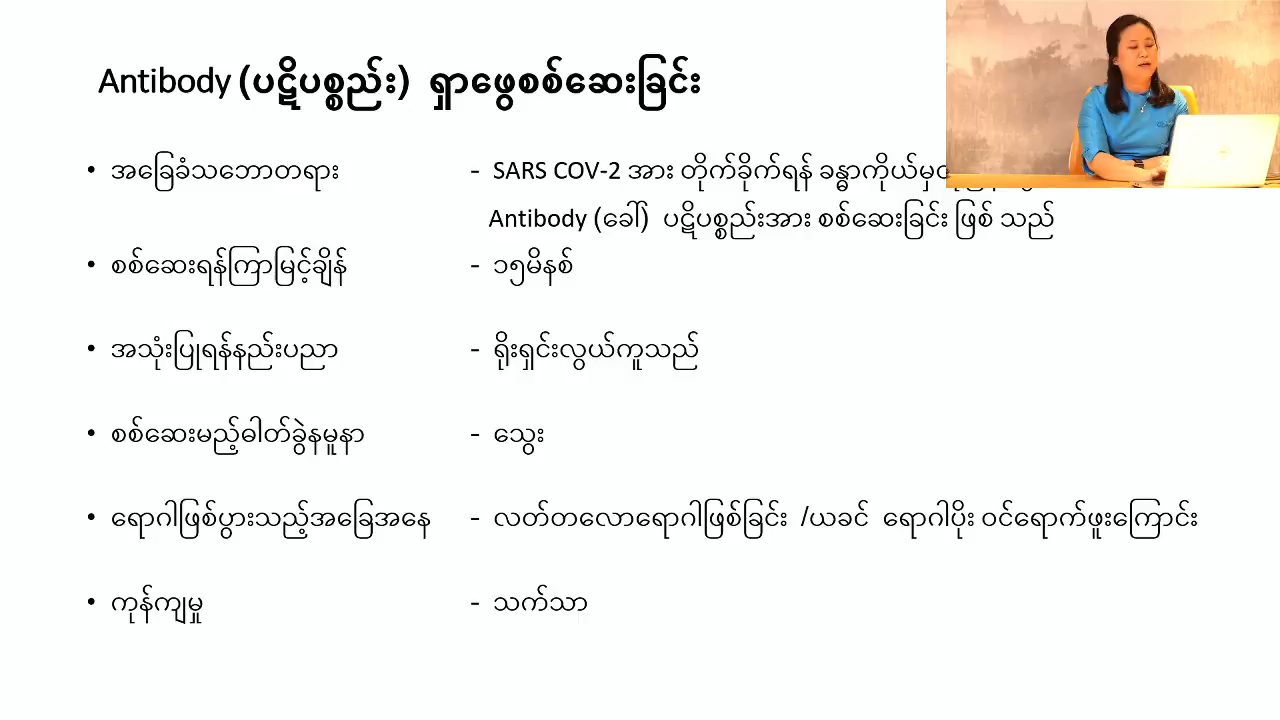 Antibody (ပဋိပစ္စည်း) ရှာဖွေစစ်ဆေးခြင်း
• အခြေခံသဘောတရား - SARS COV-2 အား တိုက်ခိုက်ရန် ခန္ဓာကိုယ်မှ
Antibody (ခေါ်) ပဋိပစ္စည်းအား စစ်ဆေးခြင်း ဖြစ် သည်
• စစ်ဆေးရန်ကြာမြင့်ချိန် - ၁၅မိနစ်
• အသုံးပြုရန်နည်းပညာ - ရိုးရှင်းလွယ်ကူသည်
• စစ်ဆေးမည့်ဓါတ်ခွဲနမူနာ - သွေး
• ရောဂါဖြစ်ပွားသည့်အခြေအနေ - လတ်တလောရောဂါဖြစ်ခြင်း /ယခင် ရောဂါပိုး ဝင်ရောက်ဖူးကြောင်း
• ကုန်ကျမှု - သက်သာ